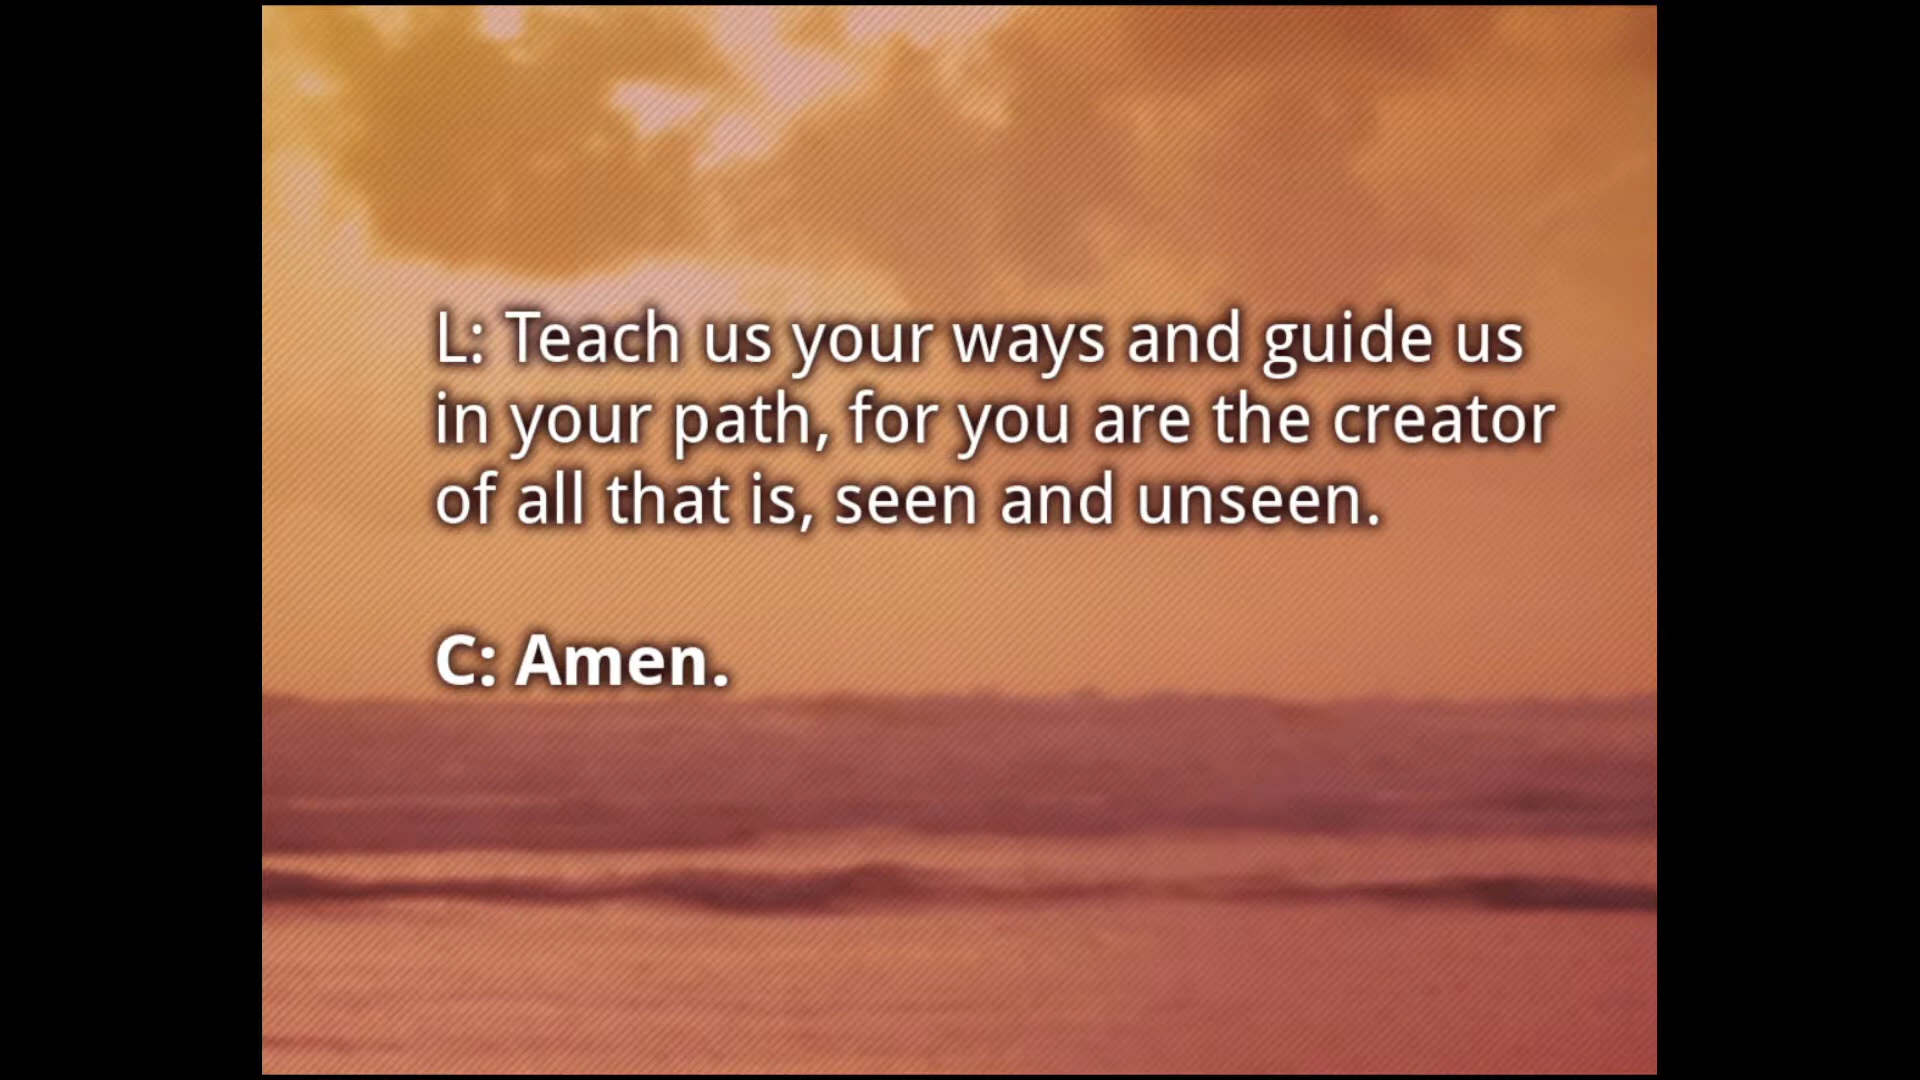 L: Teach us your ways and guide us
in your path, for you are the creator
of all that is, seen and unseen.
C: Amen.